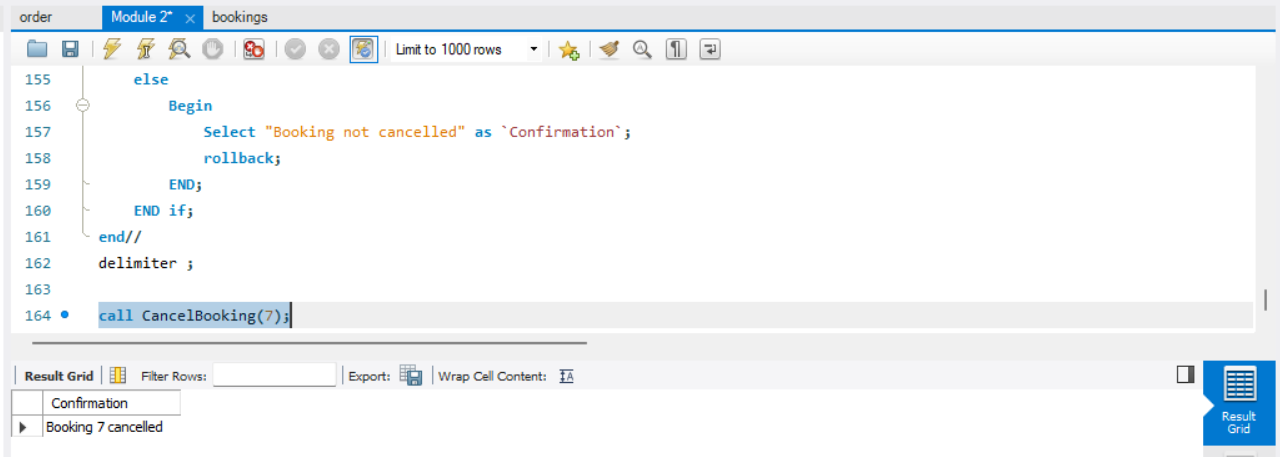 order Module 2* × bookings
Limit to 1000 rows
155 else
156 Begin
157 Select "Booking not cancelled" as `Confirmation`;
158 rollback;
159 END;
160 END if;
161 end//
162 delimiter ;
163
164 call CancelBooking(7);
Result Grid Filter Rows: Export: Wrap Cell Content: IA
Confirmation
Booking 7 cancelled
Result
Grid